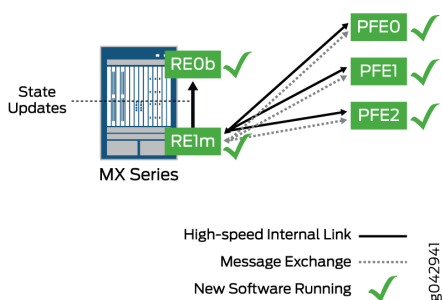 PFE0
RE0b
State
Updates
PFE1
PFE2
RE1m
MX Series
High-speed Internal Link
Message Exchange
New Software Running
g042941